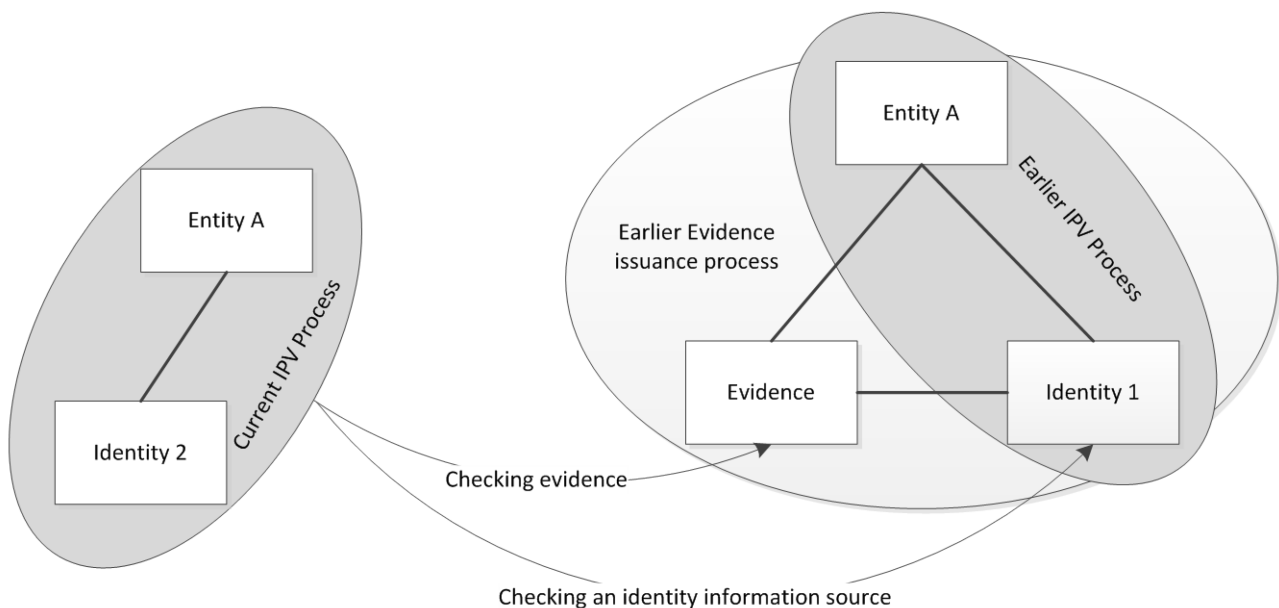 Entity A
Identity 2
Current IPV Process
Entity A
Earlier Evidence
issuance process
Earlier IPV Process
Evidence
Identity 1
Checking evidence
Checking an identity information source